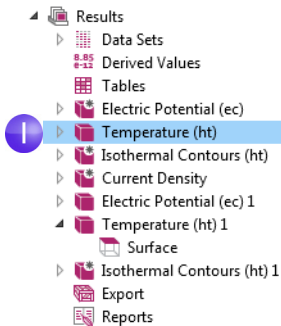 Results
Data Sets
8.85
e-12 Derived Values
Tables
Electric Potential (ec)
1 Temperature (ht)
Isothermal Contours (ht)
Current Density
Electric Potential (ec) 1
Temperature (ht) 1
Surface
Isothermal Contours (ht) 1
Export
Reports